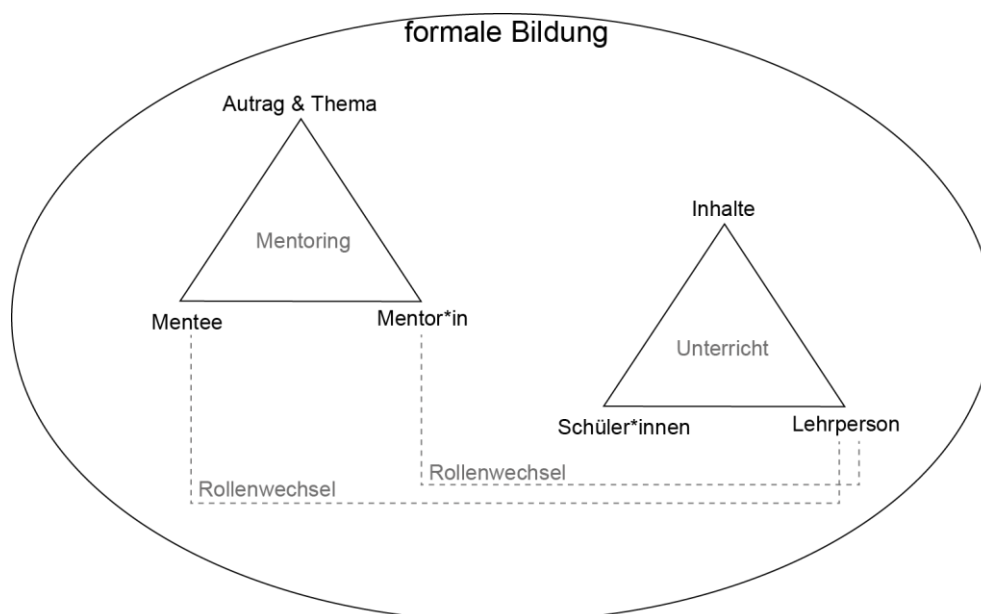 formale Bildung
Autrag & Thema
Mentoring
Mentee
Mentor*in
Inhalte
Unterricht
Schüler*innen
Lehrperson
Rollenwechsel
Rollenwechsel